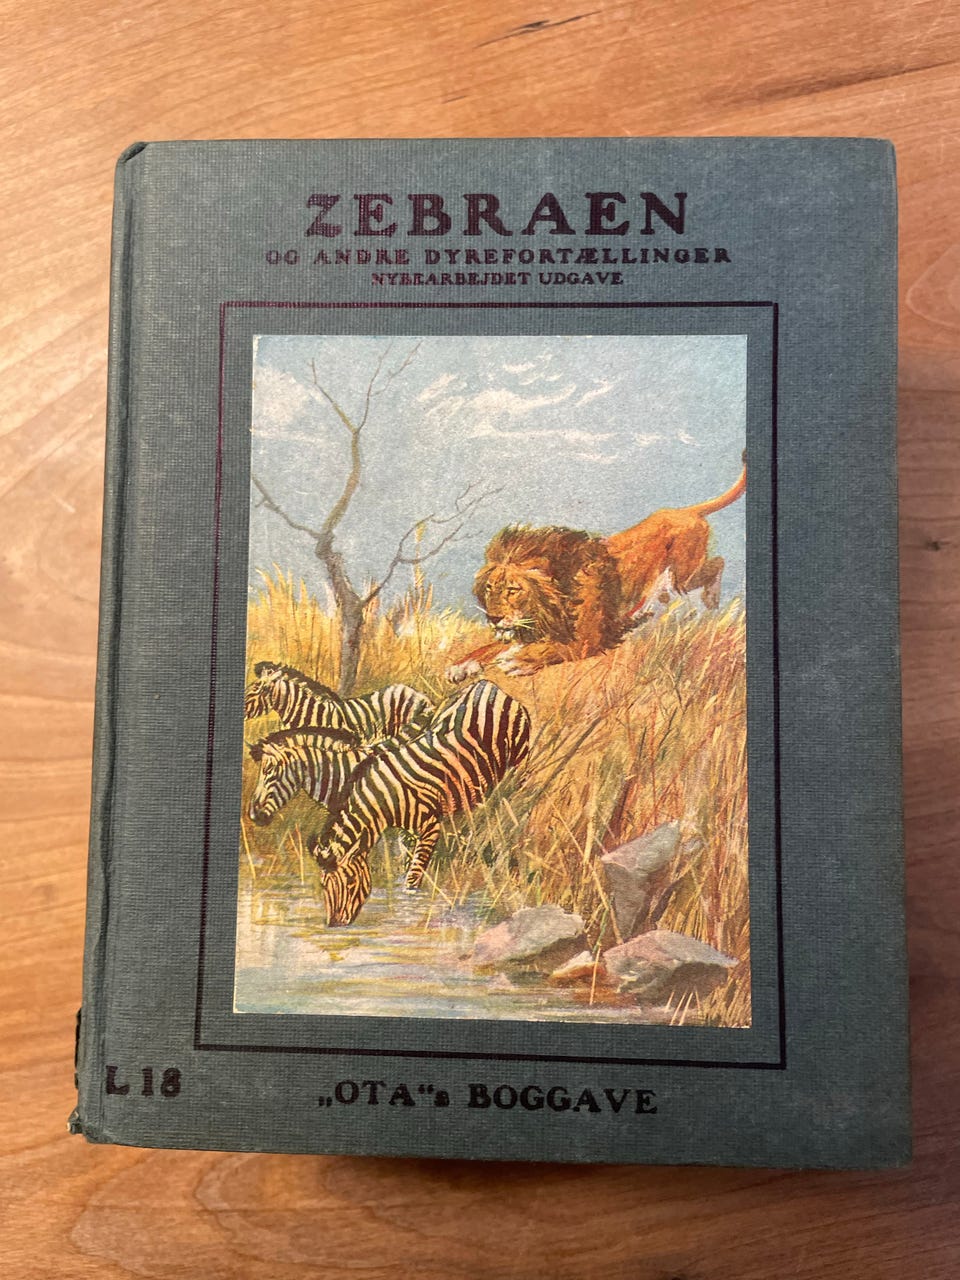 ZEBRAEN
OG ANDRE DYREFORTÆLLINGER
NYBEARBEJDET UDGAVE
L 18
„OTA“s BOGGAVE